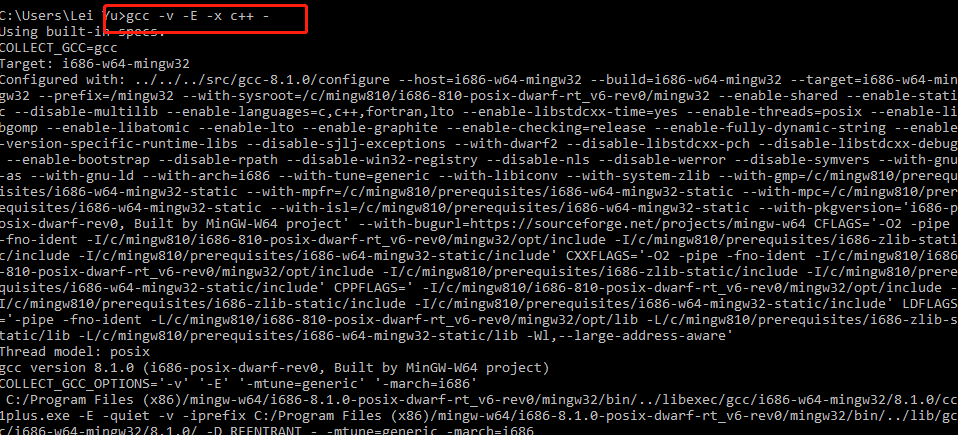 C:\Users\Lei Yu>gcc -v -E -x c++ -
Using built-in specs.
COLLECT_GCC=gcc
Target: i686-w64-mingw32
Configured with: ../../../src/gcc-8.1.0/configure --host=i686-w64-mingw32 --build=i686-w64-mingw32 --target=i686-w64-min
gw32 --prefix=/mingw32 --with-sysroot=/c/mingw810/i686-810-posix-dwarf-rt_v6-rev0/mingw32 --enable-shared --enable-stati
c --disable-multilib --enable-languages=c,c++,fortran,lto --enable-libstdcxx-time=yes --enable-threads=posix --enable-li
bgomp --enable-libatomic --enable-lto --enable-graphite --enable-checking=release --enable-fully-dynamic-string --enable
-version-specific-runtime-libs --disable-sjlj-exceptions --with-dwarf2 --disable-libstdcxx-pch --disable-libstdcxx-debug
 --enable-bootstrap --disable-rpath --disable-win32-registry --disable-nls --disable-werror --disable-symvers --with-gnu
-as --with-gnu-ld --with-arch=i686 --with-tune=generic --with-libiconv --with-system-zlib --with-gmp=/c/mingw810/prerequ
isites/i686-w64-mingw32-static --with-mpfr=/c/mingw810/prerequisites/i686-w64-mingw32-static --with-mpc=/c/mingw810/prer
equisites/i686-w64-mingw32-static --with-isl=/c/mingw810/prerequisites/i686-w64-mingw32-static --with-pkgversion='i686-p
osix-dwarf-rev0, Built by MinGW-W64 project' --with-bugurl=https://sourceforge.net/projects/mingw-w64 CFLAGS='-O2 -pipe
-fno-ident -I/c/mingw810/i686-810-posix-dwarf-rt_v6-rev0/mingw32/opt/include -I/c/mingw810/prerequisites/i686-zlib-stati
c/include -I/c/mingw810/prerequisites/i686-w64-mingw32-static/include' CXXFLAGS='-O2 -pipe -fno-ident -I/c/mingw810/i686
-810-posix-dwarf-rt_v6-rev0/mingw32/opt/include -I/c/mingw810/prerequisites/i686-zlib-static/include -I/c/mingw810/prere
quisites/i686-w64-mingw32-static/include' CPPFLAGS=' -I/c/mingw810/i686-810-posix-dwarf-rt_v6-rev0/mingw32/opt/include -
I/c/mingw810/prerequisites/i686-zlib-static/include -I/c/mingw810/prerequisites/i686-w64-mingw32-static/include' LDFLAGS
='-pipe -fno-ident -L/c/mingw810/i686-810-posix-dwarf-rt_v6-rev0/mingw32/opt/lib -L/c/mingw810/prerequisites/i686-zlib-s
tatic/lib -L/c/mingw810/prerequisites/i686-w64-mingw32-static/lib -Wl,--large-address-aware'
Thread model: posix
gcc version 8.1.0 (i686-posix-dwarf-rev0, Built by MinGW-W64 project)
COLLECT_GCC_OPTIONS='-v' '-E' '-mtune=generic' '-march=i686'
 C:/Program Files (x86)/mingw-w64/i686-8.1.0-posix-dwarf-rt_v6-rev0/mingw32/bin/../libexec/gcc/i686-w64-mingw32/8.1.0/cc
1plus.exe -E -quiet -v -iprefix C:/Program Files (x86)/mingw-w64/i686-8.1.0-posix-dwarf-rt_v6-rev0/mingw32/bin/../lib/gc
c/i686-w64-mingw32/8.1.0/ -D_REENTRANT - -mtune=generic -march=i686